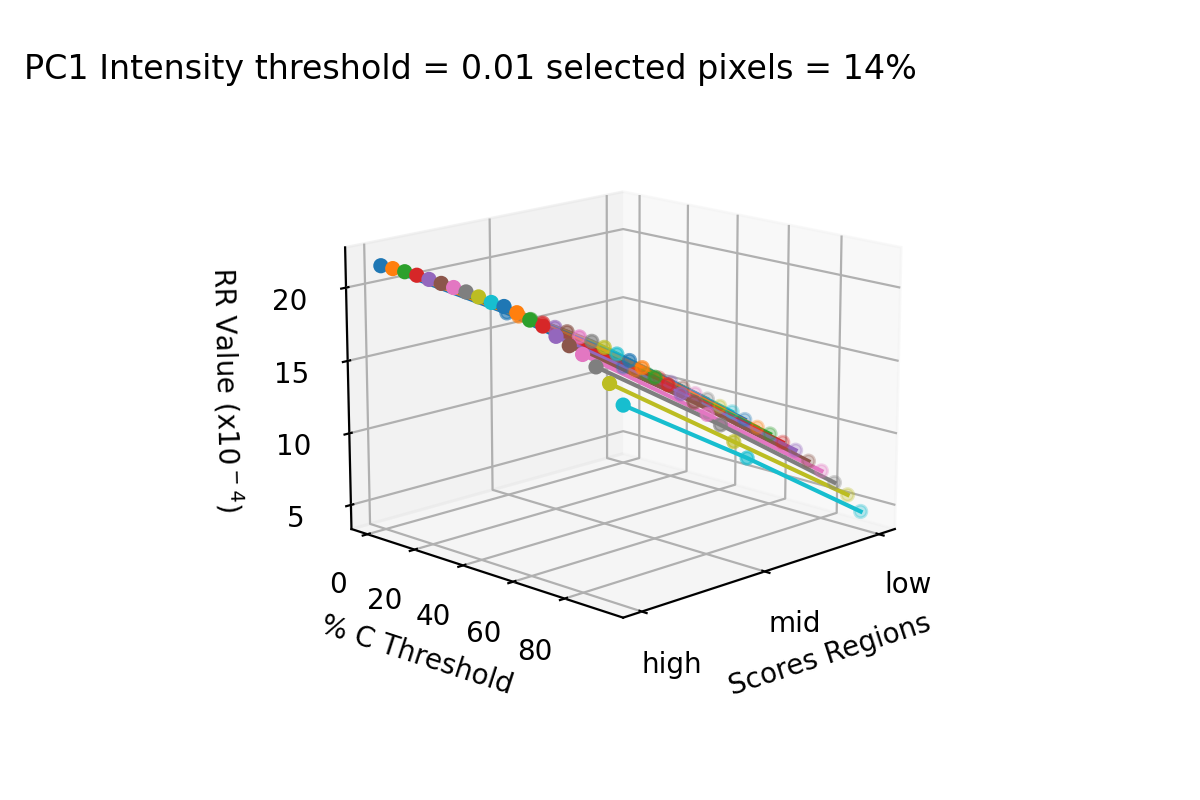 PC1 Intensity threshold = 0.01 selected pixels = 14%
RR Value (x10⁻⁴)
20
15
10
5
0
20
40
60
80
% C Threshold
high
mid
low
Scores Regions